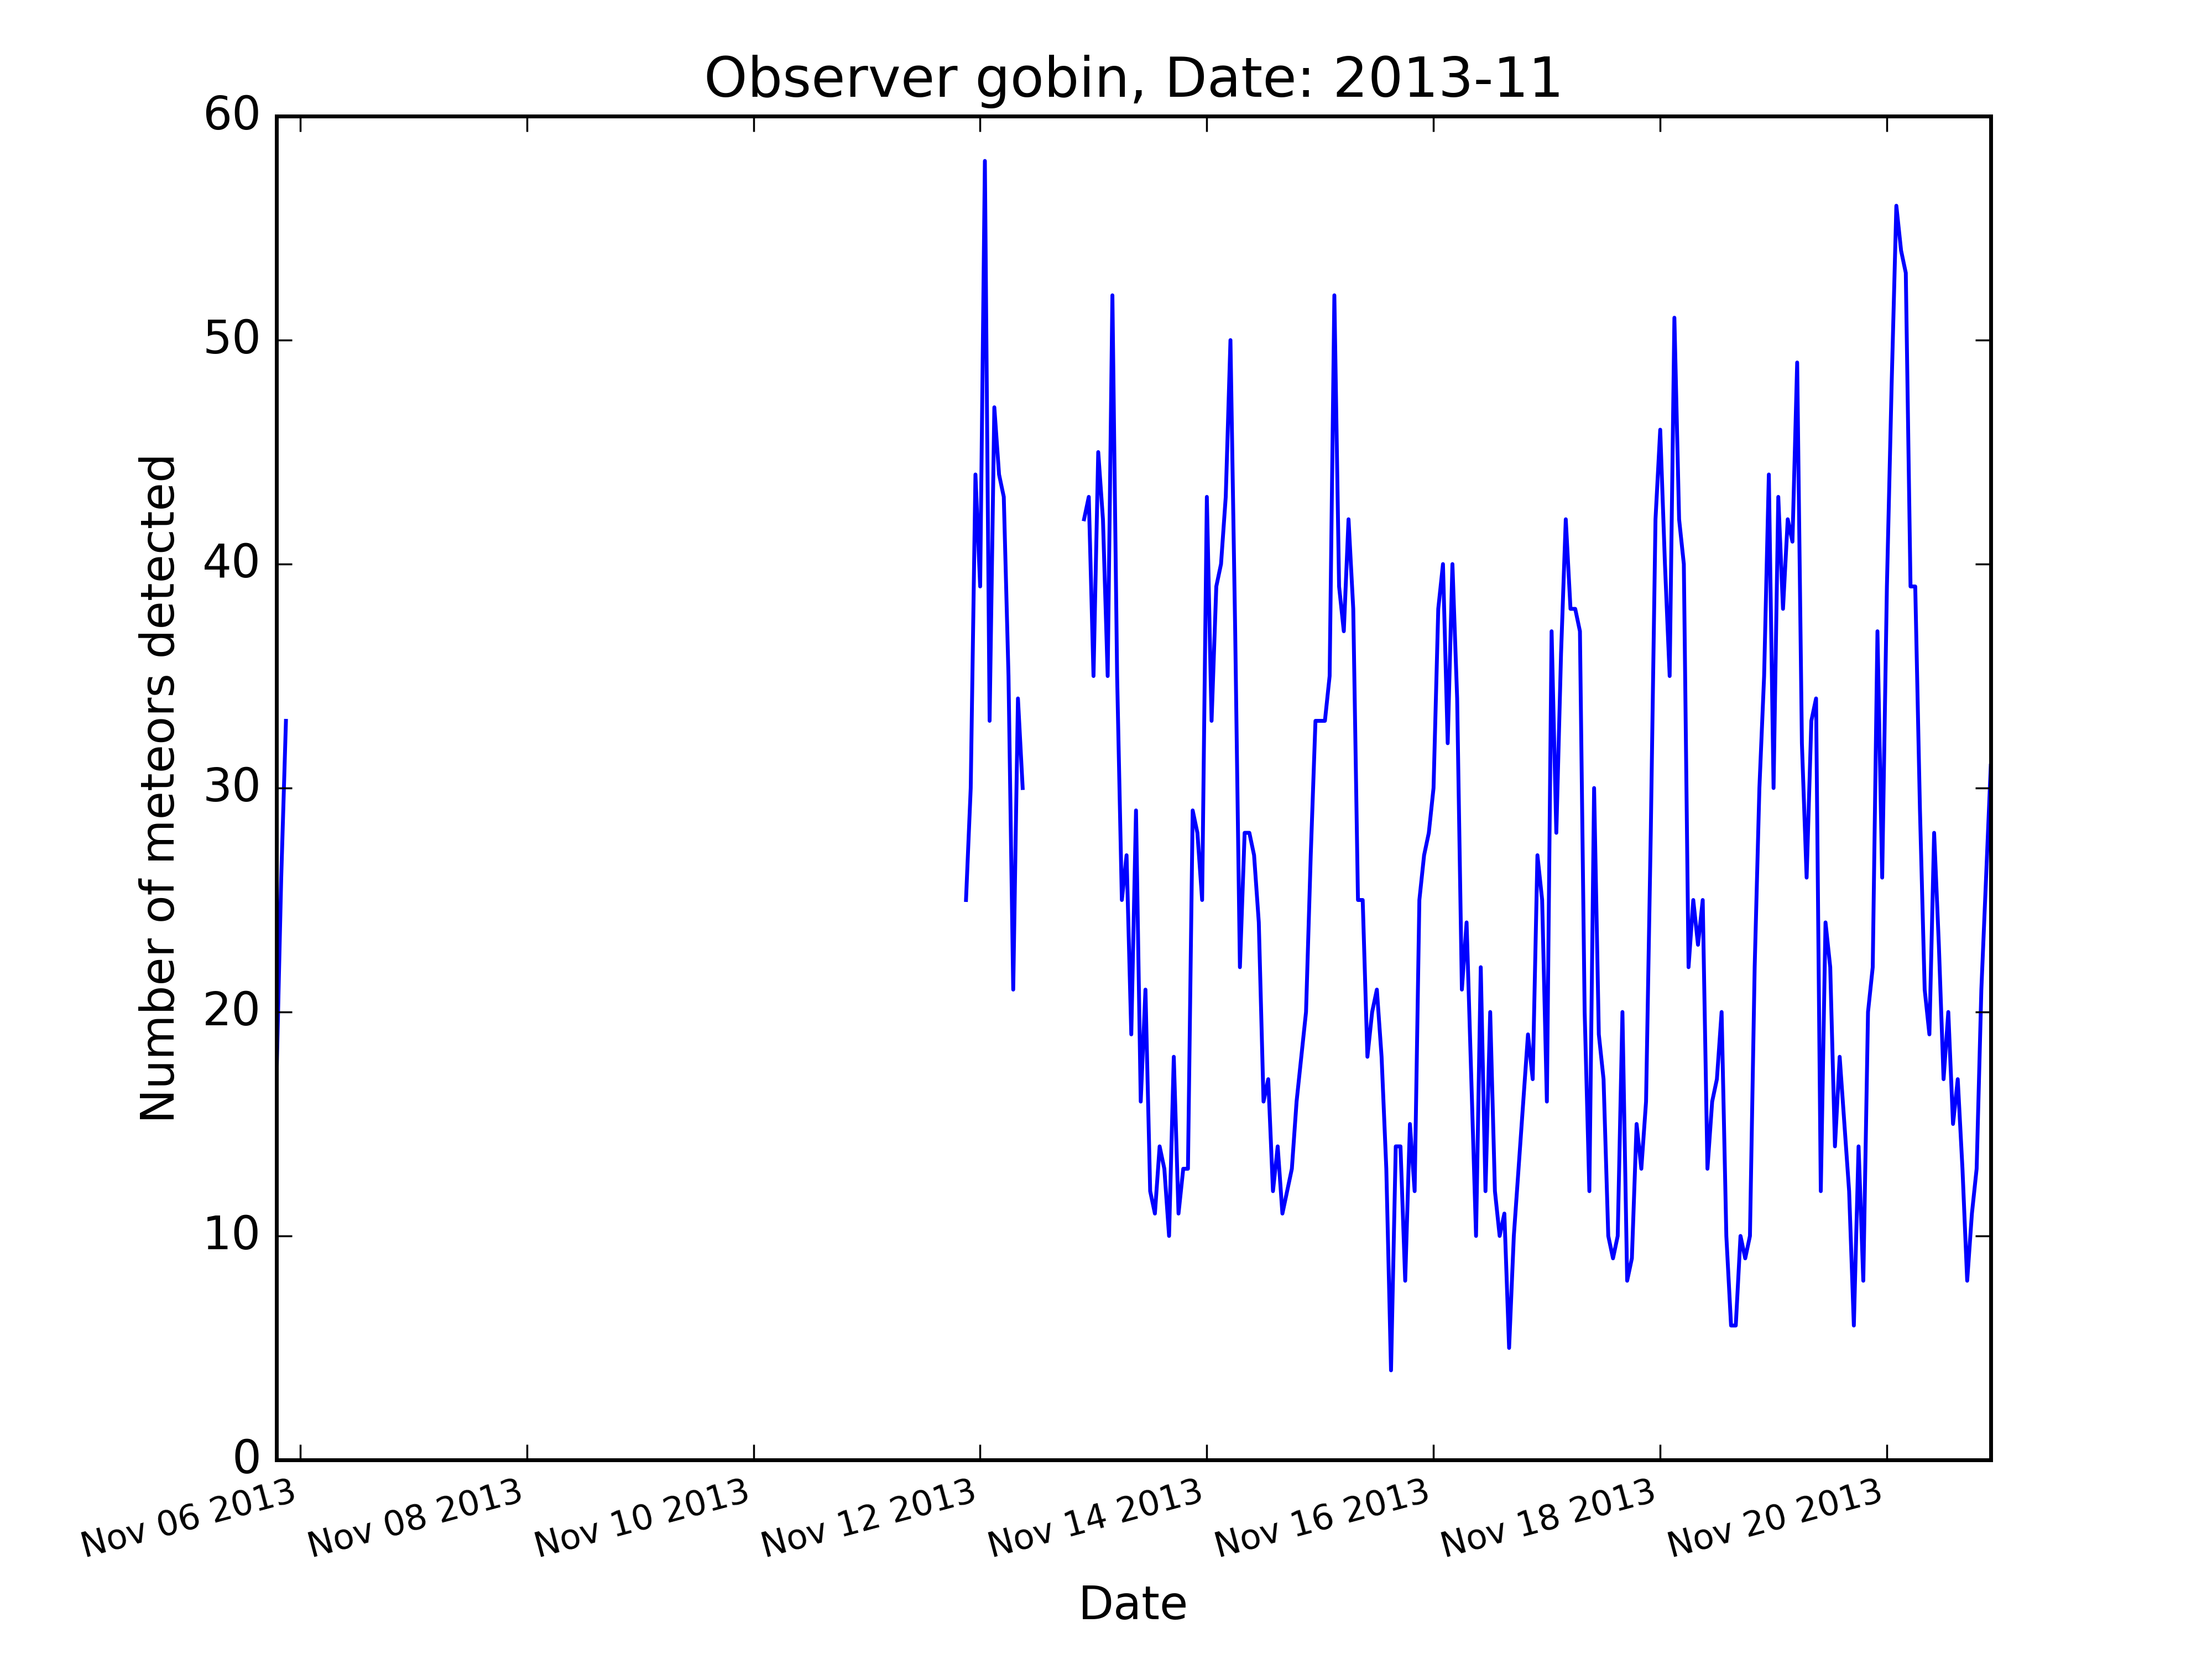 Observer gobin, Date: 2013-11
Number of meteors detected
60
50
40
30
20
10
0
Nov 06 2013
Nov 08 2013
Nov 10 2013
Nov 12 2013
Nov 14 2013
Nov 16 2013
Nov 18 2013
Nov 20 2013
Date